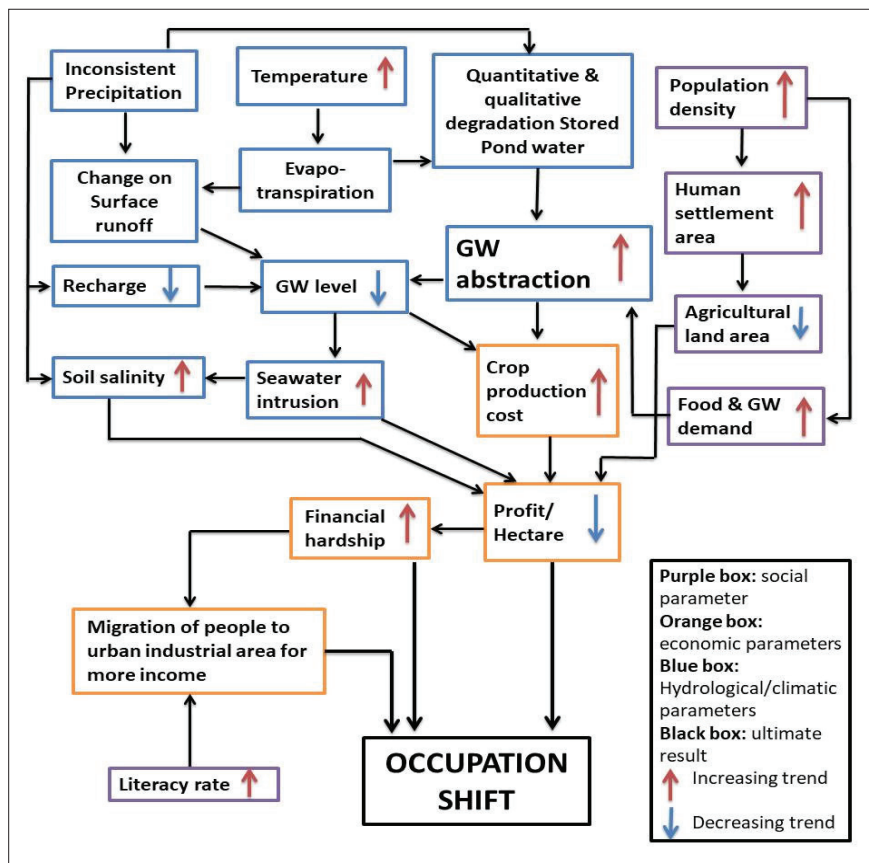 Inconsistent
Precipitation
Temperature
Quantitative &
qualitative
degradation Stored
Pond water
Population
density
Change on
Surface
runoff
Evapo-
transpiration
Human
settlement
area
GW
abstraction
Recharge
GW level
Agricultural
land area
Soil salinity
Seawater
intrusion
Crop
production
cost
Food & GW
demand
Financial
hardship
Profit/
Hectare
Migration of people to
urban industrial area for
more income
Literacy rate
OCCUPATION
SHIFT
Purple box: social
parameter
Orange box:
economic parameters
Blue box:
Hydrological/climatic
parameters
Black box: ultimate
result
Increasing trend
Decreasing trend